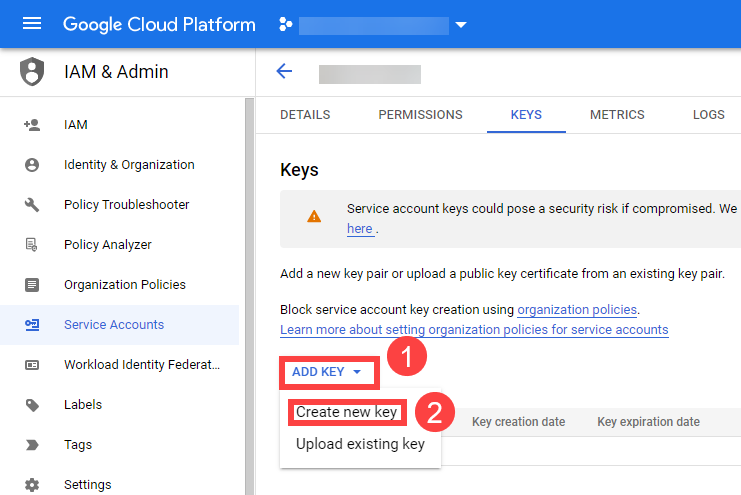 Google Cloud Platform
IAM & Admin
IAM
Identity & Organization
Policy Troubleshooter
Policy Analyzer
Organization Policies
Service Accounts
Workload Identity Federat...
Labels
Tags
Settings
DETAILS PERMISSIONS KEYS METRICS LOGS
Keys
Service account keys could pose a security risk if compromised. We
here .
Add a new key pair or upload a public key certificate from an existing key pair.
Block service account key creation using organization policies.
Learn more about setting organization policies for service accounts
ADD KEY 1
Create new key 2
Upload existing key
Key creation date Key expiration date